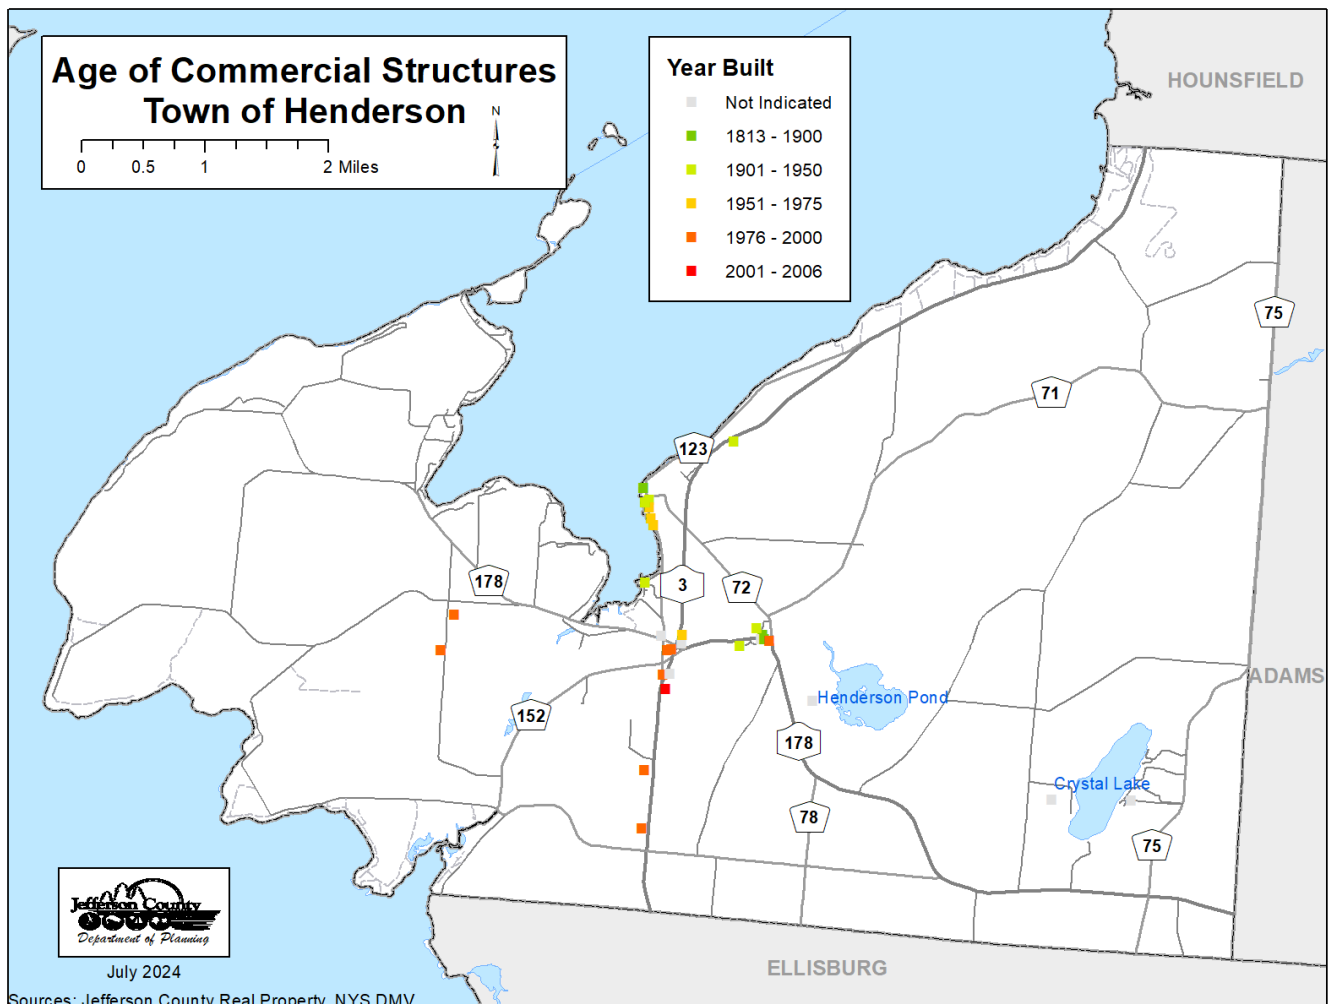 Age of Commercial Structures
Town of Henderson
N
0 0.5 1 2 Miles
Year Built
Not Indicated
1813 - 1900
1901 - 1950
1951 - 1975
1976 - 2000
2001 - 2006
HOUNSFIELD
75
71
123
178
3
72
ADAMS
Henderson Pond
152
178
Crystal Lake
78
75
Jefferson County
Department of Planning
ELLISBURG
July 2024
Sources: Jefferson County Real Property, NYS DMV